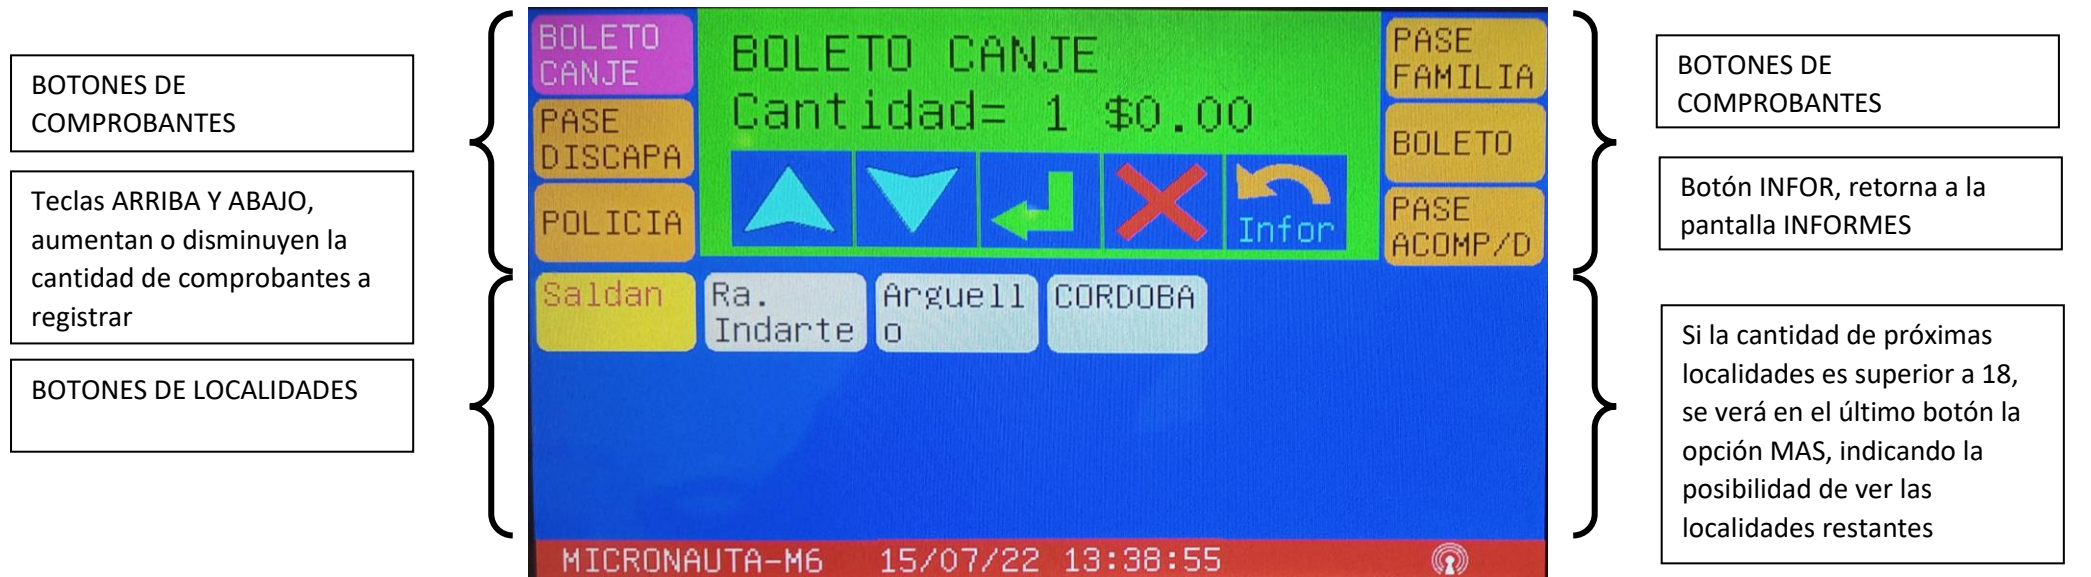 BOTONES DE
COMPROBANTES
Teclas ARRIBA Y ABAJO,
aumentan o disminuyen la
cantidad de comprobantes a
registrar
BOTONES DE LOCALIDADES
BOLETO
CANJE
PASE
DISCAPA
POLICIA
BOLETO CANJE
Cantidad= 1 $0.00
Infor
PASE
FAMILIA
BOLETO
PASE
ACOMP/D
Saldan
Ra.
Indarte
Arguell
o
CORDOBA
MICRONAUTA-M6 15/07/22 13:38:55
BOTONES DE
COMPROBANTES
Botón INFOR, retorna a la
pantalla INFORMES
Si la cantidad de próximas
localidades es superior a 18,
se verá en el último botón la
opción MAS, indicando la
posibilidad de ver las
localidades restantes